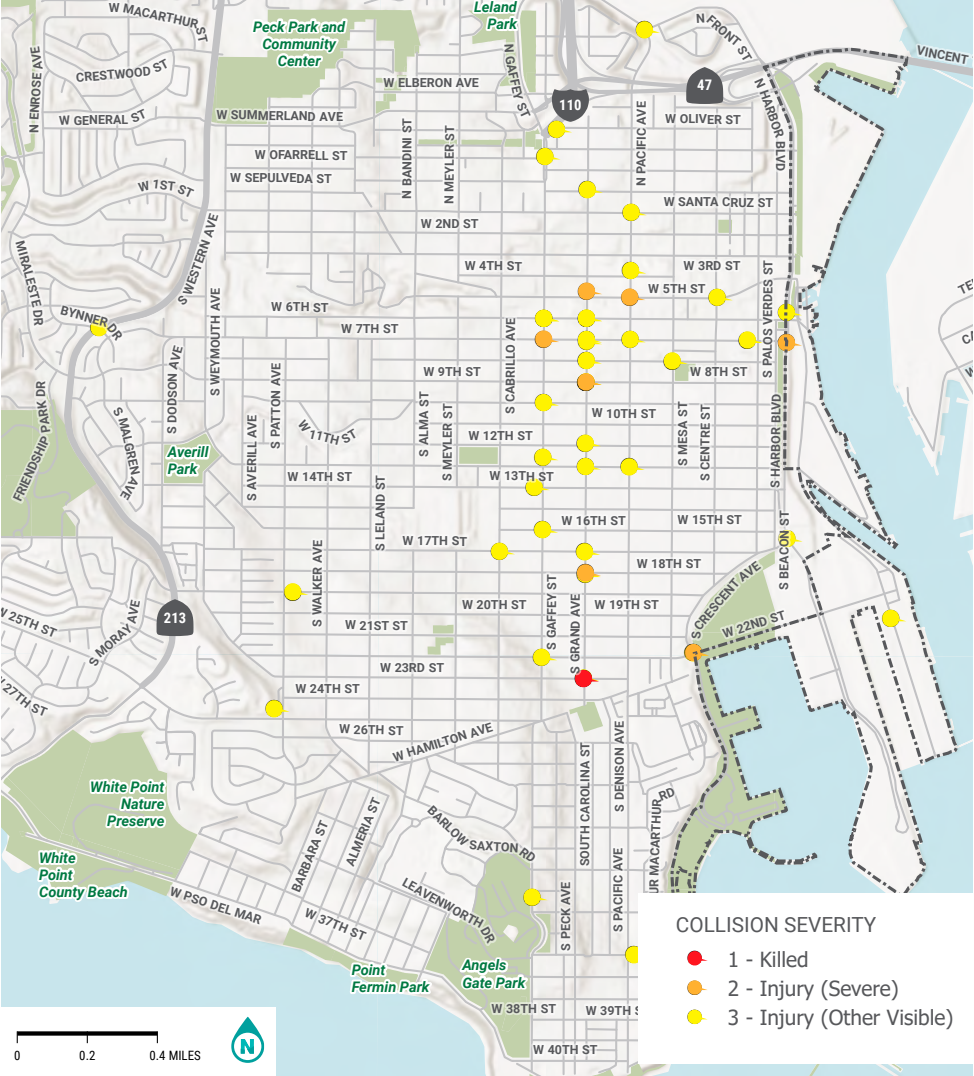 W MACARTHUR ST
Peck Park and
Community
Center
Leland
Park
N FRONT ST
VINCENT
N ENROSE AVE
CRESTWOOD ST
W ELBERON AVE
N GAFFEY ST
47
110
W GENERAL ST
W SUMMERLAND AVE
W OLIVER ST
N HARBOR BLVD
N PACIFIC AVE
W OFARRELL ST
N BANDINI ST
N MEYLER ST
W SEPULVEDA ST
W 1ST ST
W SANTA CRUZ ST
W 2ND ST
S WESTERN AVE
MIRALESTE DR
W 4TH ST
W 3RD ST
W 5TH ST
S PALOS VERDES ST
W 6TH ST
BYNNER DR
W 7TH ST
S WEYMOUTH AVE
S CABRILLO AVE
W 9TH ST
W 8TH ST
S DODSON AVE
S PATTON AVE
FRIENDSHIP PARK DR
S MALGREN AVE
S AVERILL AVE
W 11TH ST
S ALMA ST
S MEYLER ST
W 10TH ST
W 12TH ST
S MESA ST
S CENTRE ST
S HARBOR BLVD
Averill
Park
W 14TH ST
W 13TH ST
S LELAND ST
W 16TH ST
W 15TH ST
W 17TH ST
S BEACON ST
W 18TH ST
S WALKER AVE
S CRESCENT AVE
W 20TH ST
W 19TH ST
S GAFFEY ST
S GRAND AVE
213
W 25TH ST
S MORAY AVE
W 21ST ST
W 22ND ST
W 23RD ST
W 27TH ST
W 24TH ST
W 26TH ST
W HAMILTON AVE
SOUTH CAROLINA ST
S DENISON AVE
White Point
Nature
Preserve
BARBARA ST
ALMERIA ST
BARLOW SAXTON RD
UR MACARTHUR RD
White
Point
County Beach
W PSO DEL MAR
W 37TH ST
LEAVENWORTH DR
S PECK AVE
S PACIFIC AVE
Point
Fermin Park
Angels
Gate Park
W 38TH ST
W 39TH S
W 40TH ST
TE
CA
W
COLLISION SEVERITY
1 - Killed
2 - Injury (Severe)
3 - Injury (Other Visible)
0 0.2 0.4 MILES
N